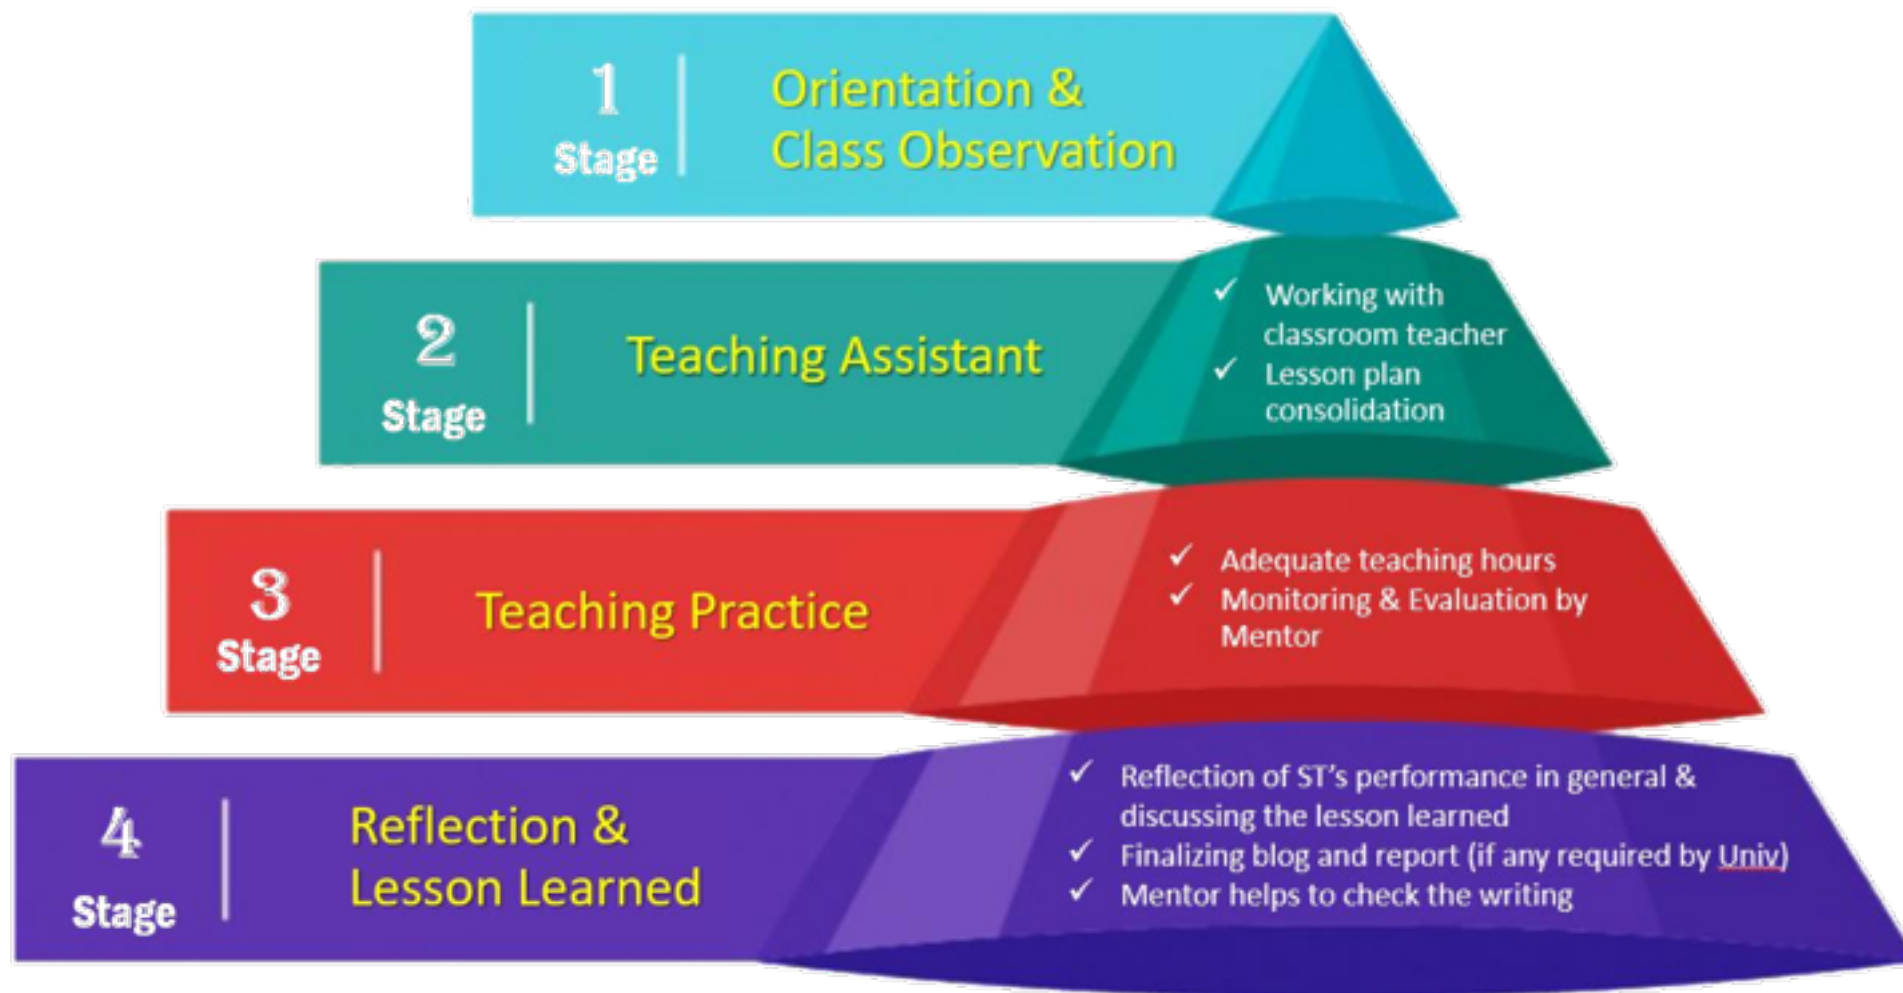 1
Stage
Orientation &
Class Observation
2
Stage
Teaching Assistant
✓ Working with
classroom teacher
✓ Lesson plan
consolidation
3
Stage
Teaching Practice
✓ Adequate teaching hours
✓ Monitoring & Evaluation by
Mentor
4
Stage
Reflection &
Lesson Learned
✓ Reflection of ST’s performance in general &
discussing the lesson learned
✓ Finalizing blog and report (if any required by Univ)
✓ Mentor helps to check the writing